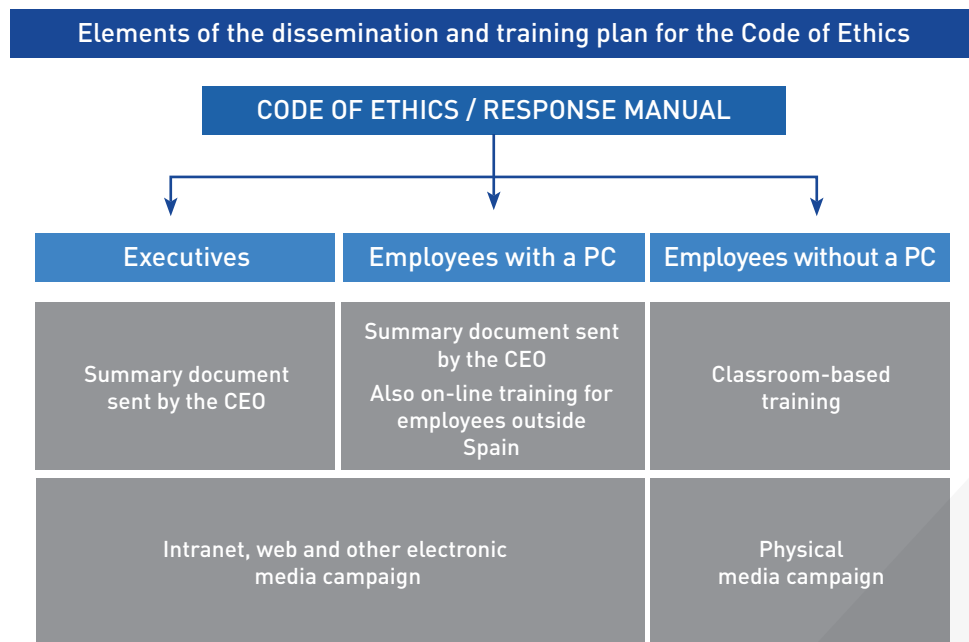 Elements of the dissemination and training plan for the Code of Ethics
CODE OF ETHICS / RESPONSE MANUAL
Executives
Employees with a PC
Employees without a PC
Summary document
sent by the CEO
Summary document sent
by the CEO
Also on-line training for
employees outside
Spain
Classroom-based
training
Intranet, web and other electronic
media campaign
Physical
media campaign